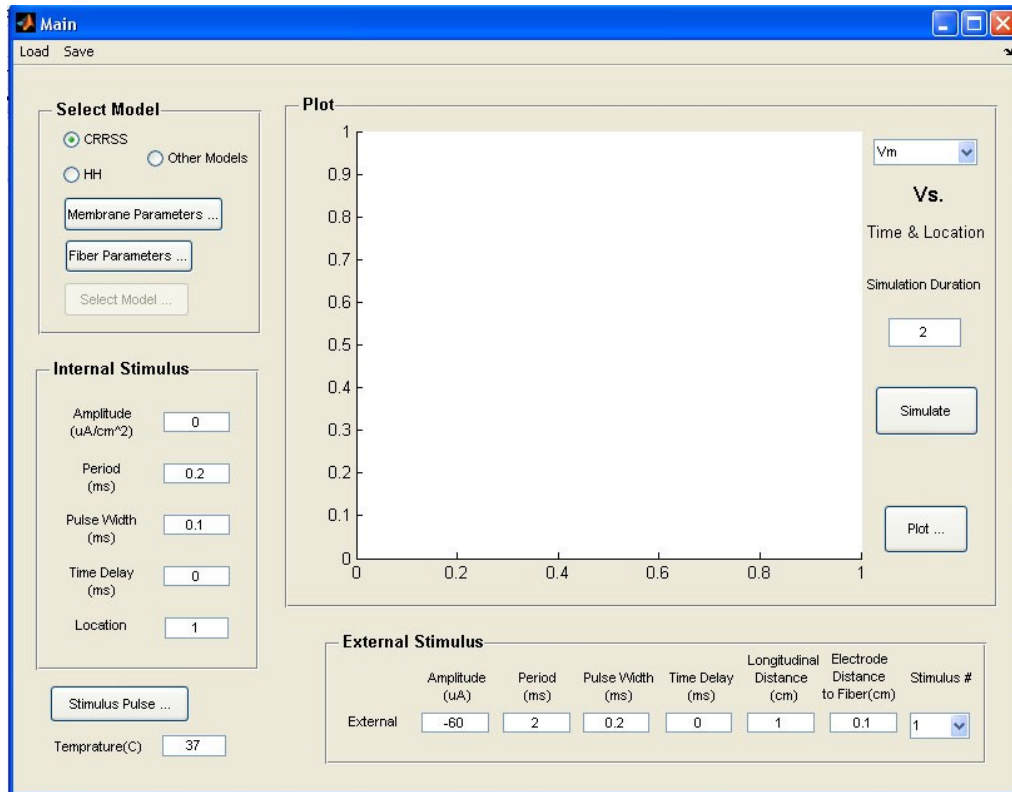 Main
Load Save
Select Model
CRRSS
Other Models
HH
Membrane Parameters ...
Fiber Parameters ...
Select Model ...
Internal Stimulus
Amplitude
(uA/cm^2)
0
Period
(ms)
0.2
Pulse Width
(ms)
0.1
Time Delay
(ms)
0
Location
1
Stimulus Pulse ...
Temprature(C)
37
Plot
1
0.9
0.8
0.7
0.6
0.5
0.4
0.3
0.2
0.1
0
0 0.2 0.4 0.6 0.8 1
Vm
Vs.
Time & Location
Simulation Duration
2
Simulate
Plot ...
External Stimulus
Amplitude
(uA)
Period
(ms)
Pulse Width
(ms)
Time Delay
(ms)
Longitudinal
Distance
(cm)
Electrode
Distance
to Fiber(cm)
Stimulus #
External -60 2 0.2 0 1 0.1 1